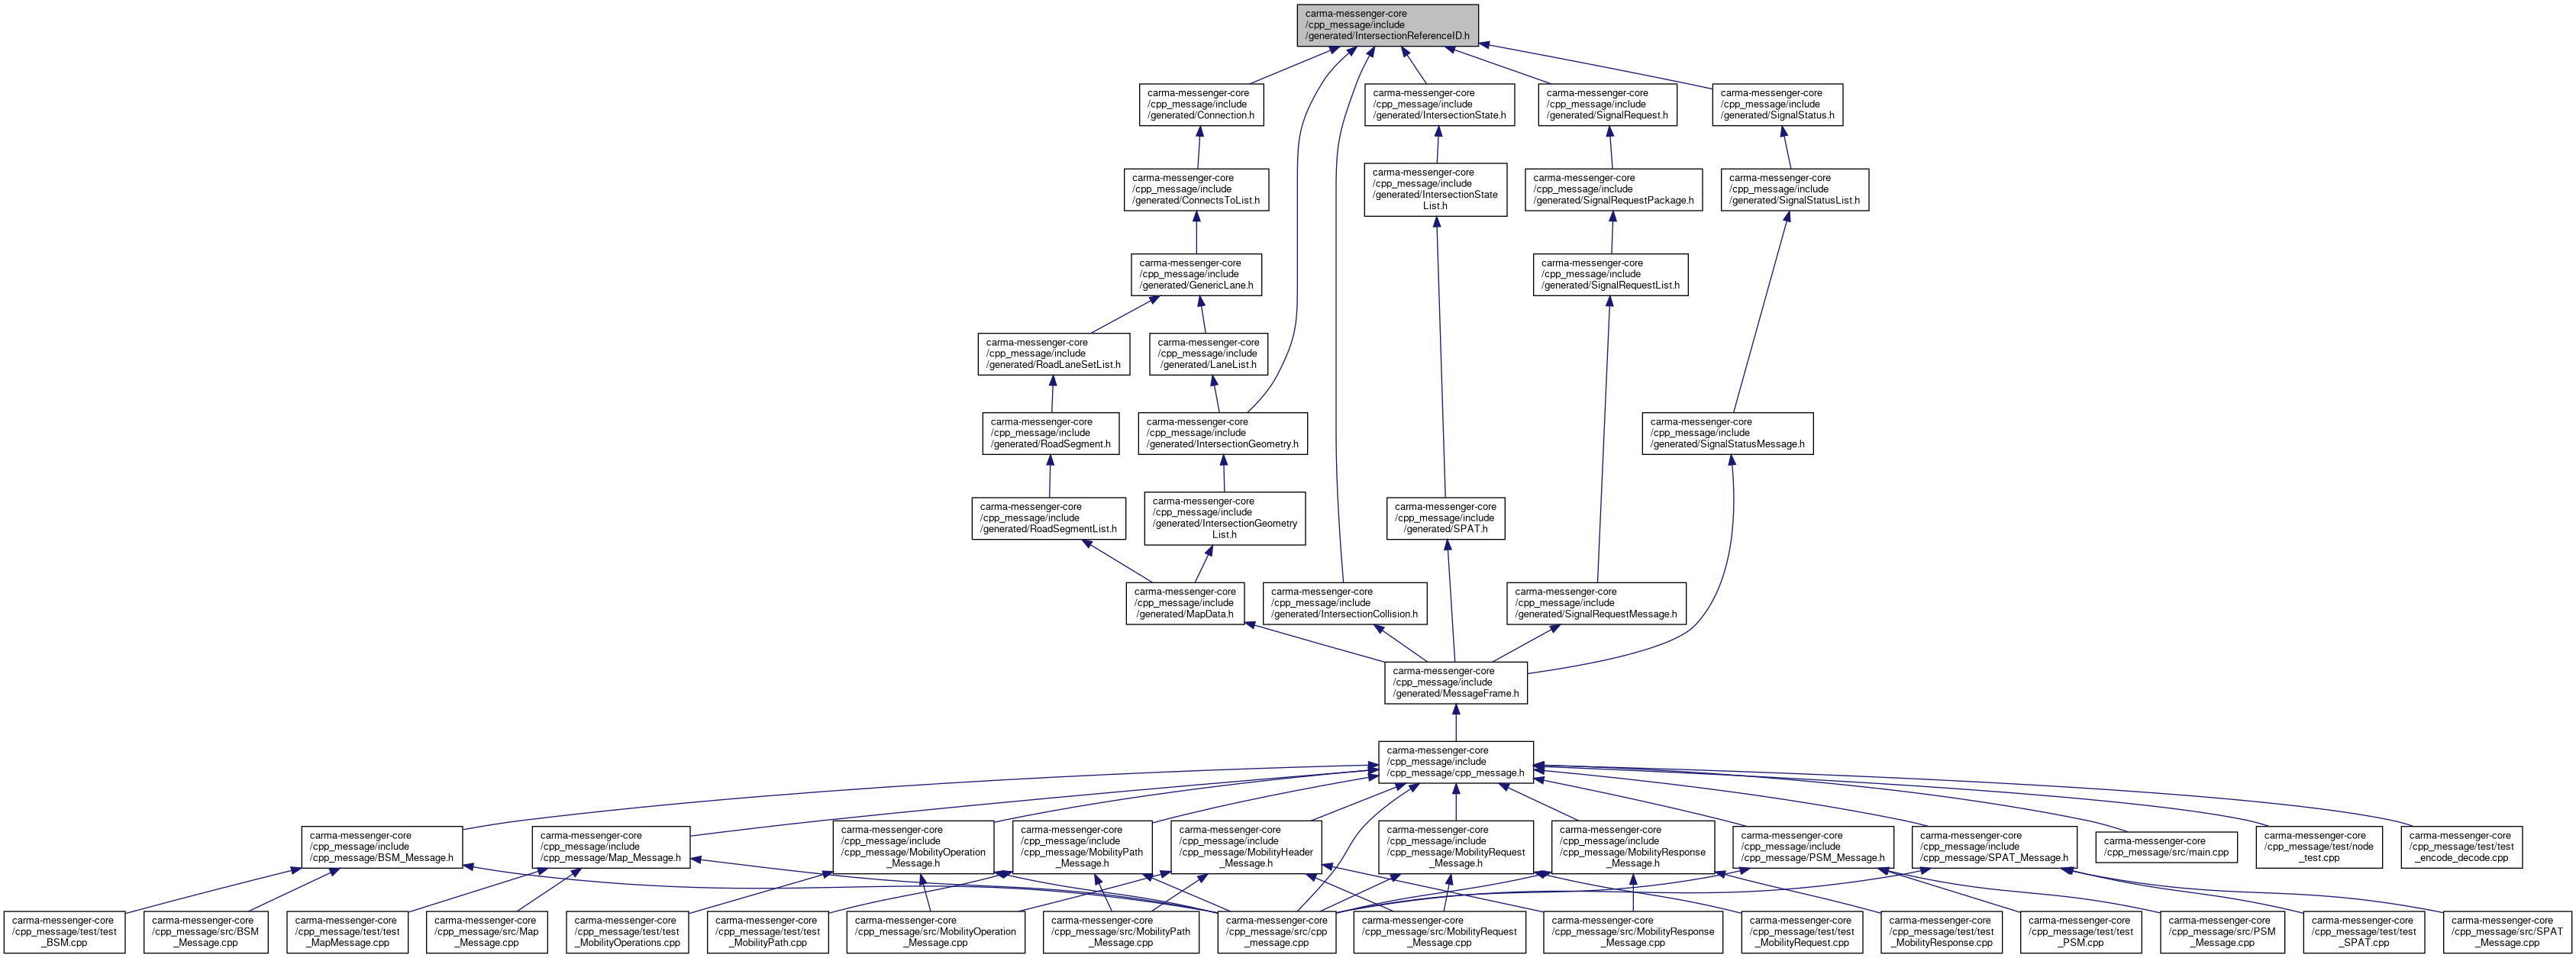 carma-messenger-core
/cpp_message/include
/generated/IntersectionReferenceID.h
carma-messenger-core
/cpp_message/include
/generated/Connection.h
carma-messenger-core
/cpp_message/include
/generated/IntersectionState.h
carma-messenger-core
/cpp_message/include
/generated/SignalRequest.h
carma-messenger-core
/cpp_message/include
/generated/SignalStatus.h
carma-messenger-core
/cpp_message/include
/generated/ConnectsToList.h
carma-messenger-core
/cpp_message/include
/generated/IntersectionState
List.h
carma-messenger-core
/cpp_message/include
/generated/SignalRequestPackage.h
carma-messenger-core
/cpp_message/include
/generated/SignalStatusList.h
carma-messenger-core
/cpp_message/include
/generated/GenericLane.h
carma-messenger-core
/cpp_message/include
/generated/SignalRequestList.h
carma-messenger-core
/cpp_message/include
/generated/RoadLaneSetList.h
carma-messenger-core
/cpp_message/include
/generated/LaneList.h
carma-messenger-core
/cpp_message/include
/generated/RoadSegment.h
carma-messenger-core
/cpp_message/include
/generated/IntersectionGeometry.h
carma-messenger-core
/cpp_message/include
/generated/SignalStatusMessage.h
carma-messenger-core
/cpp_message/include
/generated/RoadSegmentList.h
carma-messenger-core
/cpp_message/include
/generated/IntersectionGeometry
List.h
carma-messenger-core
/cpp_message/include
/generated/SPAT.h
carma-messenger-core
/cpp_message/include
/generated/MapData.h
carma-messenger-core
/cpp_message/include
/generated/IntersectionCollision.h
carma-messenger-core
/cpp_message/include
/generated/SignalRequestMessage.h
carma-messenger-core
/cpp_message/include
/generated/MessageFrame.h
carma-messenger-core
/cpp_message/include
/cpp_message/cpp_message.h
carma-messenger-core
/cpp_message/include
/cpp_message/BSM_Message.h
carma-messenger-core
/cpp_message/include
/cpp_message/Map_Message.h
carma-messenger-core
/cpp_message/include
/cpp_message/MobilityOperation
_Message.h
carma-messenger-core
/cpp_message/include
/cpp_message/MobilityPath
_Message.h
carma-messenger-core
/cpp_message/include
/cpp_message/MobilityHeader
_Message.h
carma-messenger-core
/cpp_message/include
/cpp_message/MobilityRequest
_Message.h
carma-messenger-core
/cpp_message/include
/cpp_message/MobilityResponse
_Message.h
carma-messenger-core
/cpp_message/include
/cpp_message/PSM_Message.h
carma-messenger-core
/cpp_message/include
/cpp_message/SPAT_Message.h
carma-messenger-core
/cpp_message/src/main.cpp
carma-messenger-core
/cpp_message/test/node
_test.cpp
carma-messenger-core
/cpp_message/test/test
_encode_decode.cpp
carma-messenger-core
/cpp_message/test/test
_BSM.cpp
carma-messenger-core
/cpp_message/src/BSM
_Message.cpp
carma-messenger-core
/cpp_message/test/test
_MapMessage.cpp
carma-messenger-core
/cpp_message/src/Map
_Message.cpp
carma-messenger-core
/cpp_message/test/test
_MobilityOperations.cpp
carma-messenger-core
/cpp_message/test/test
_MobilityPath.cpp
carma-messenger-core
/cpp_message/src/MobilityOperation
_Message.cpp
carma-messenger-core
/cpp_message/src/MobilityPath
_Message.cpp
carma-messenger-core
/cpp_message/src/cpp
_message.cpp
carma-messenger-core
/cpp_message/src/MobilityRequest
_Message.cpp
carma-messenger-core
/cpp_message/src/MobilityResponse
_Message.cpp
carma-messenger-core
/cpp_message/test/test
_MobilityRequest.cpp
carma-messenger-core
/cpp_message/test/test
_MobilityResponse.cpp
carma-messenger-core
/cpp_message/test/test
_PSM.cpp
carma-messenger-core
/cpp_message/src/PSM
_Message.cpp
carma-messenger-core
/cpp_message/test/test
_SPAT.cpp
carma-messenger-core
/cpp_message/src/SPAT
_Message.cpp